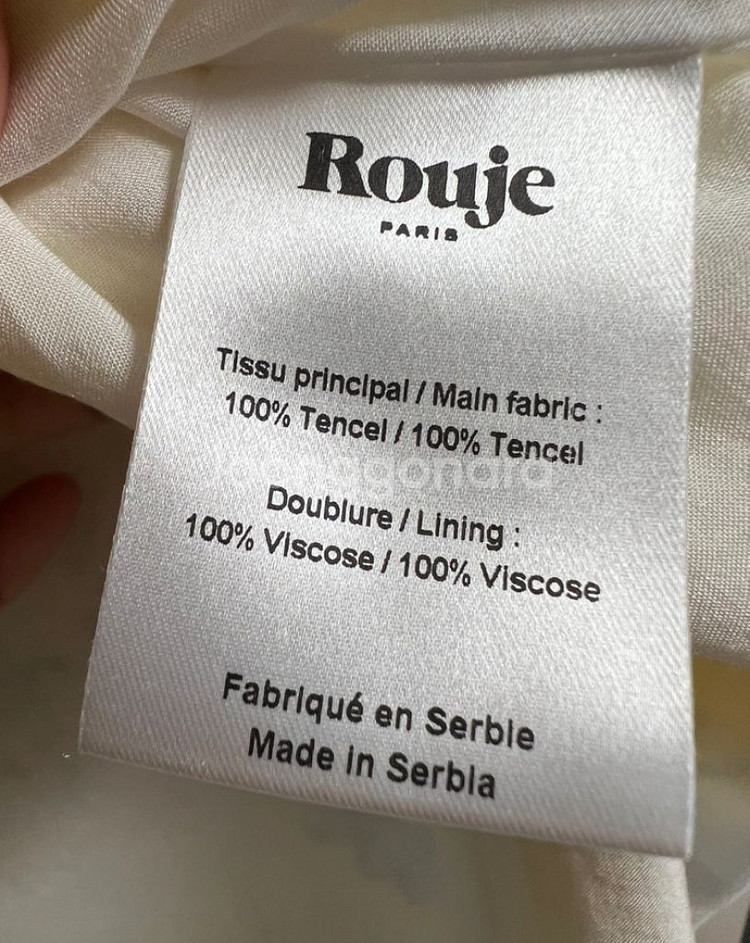 Rouje
PARIS
Tissu principal / Main fabric :
100% Tencel / 100% Tencel
Doublure / Lining :
100% Viscose / 100% Viscose
Fabriqué en Serbie
Made in Serbia